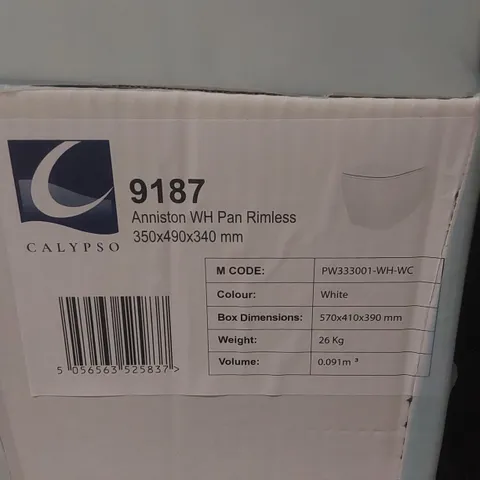 9187
Anniston WH Pan Rimless
350x490x340 mm
CALYPSO
M CODE: PW333001-WH-WC
Colour: White
Box Dimensions: 570x410x390 mm
Weight: 26 Kg
Volume: 0.091m ³
5 056563 525837 >